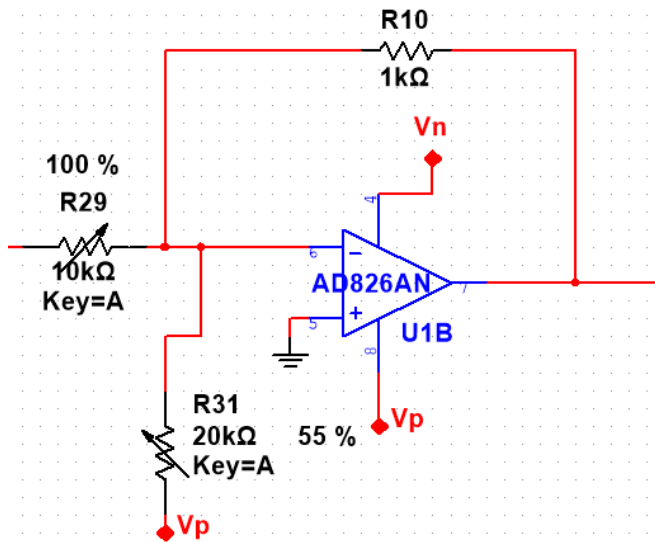 R10
1kΩ
Vn
100 %
R29
10kΩ
Key=A
4
6
AD826AN
7
5
U1B
8
R31
20kΩ
55 %
Key=A
Vp
Vp